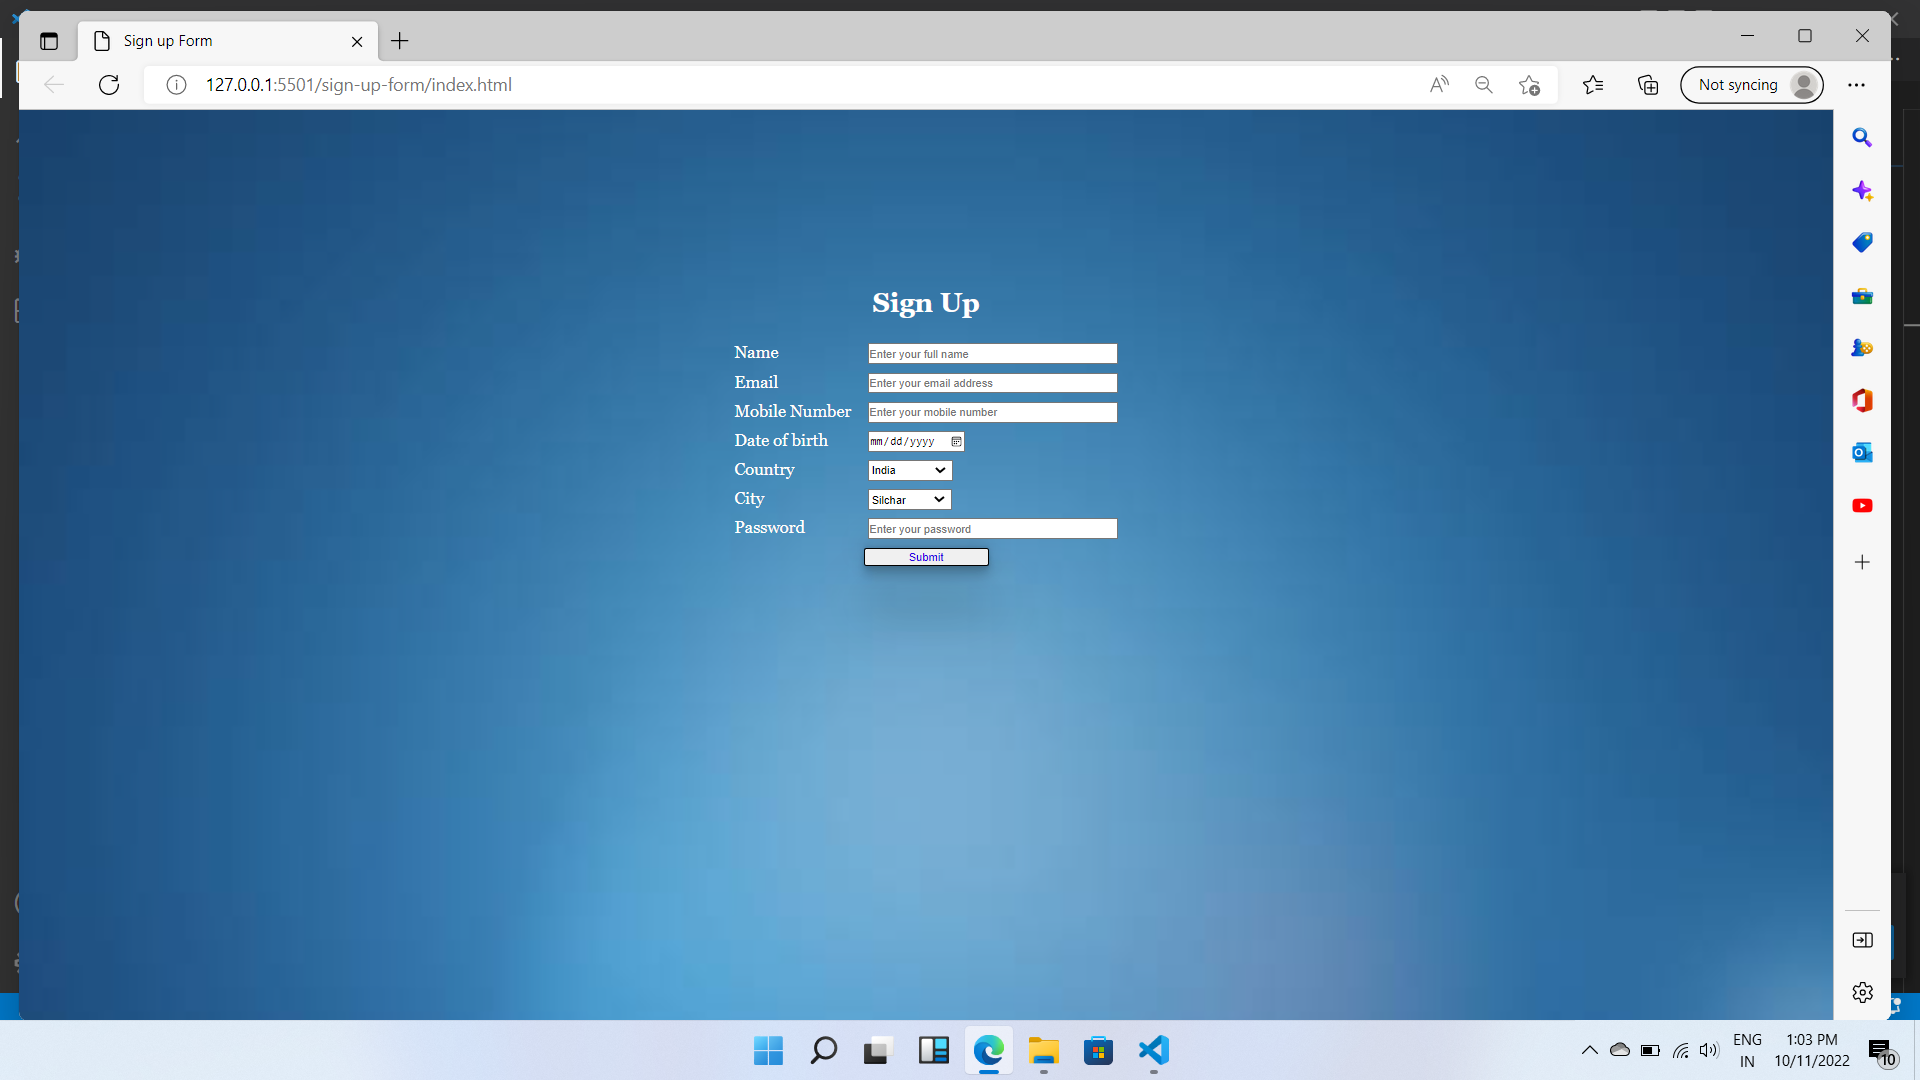 Sign up Form
127.0.0.1:5501/sign-up-form/index.html
Not syncing
Sign Up
Name Enter your full name
Email Enter your email address
Mobile Number Enter your mobile number
Date of birth mm/dd/yyyy
Country India
City Silchar
Password Enter your password
Submit
ENG 1:03 PM
IN 10/11/2022
10